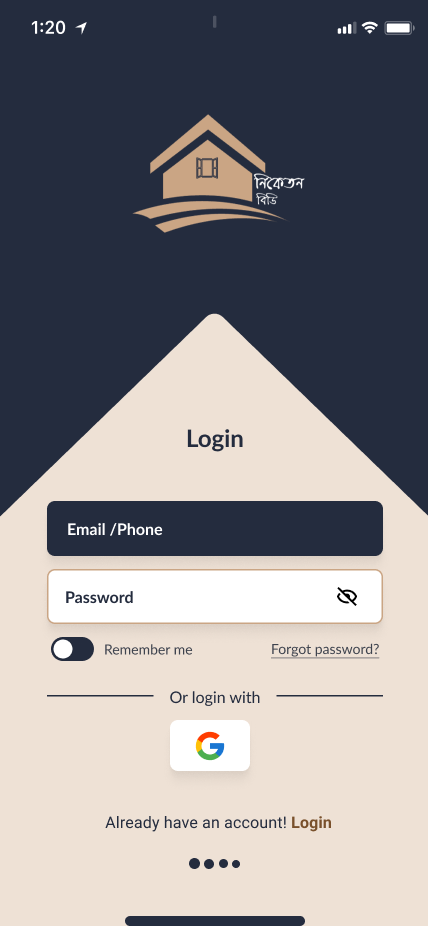 1:20
নিকেতন
বিডি
Login
Email /Phone
Password
Remember me
Forgot password?
Or login with
Already have an account! Login